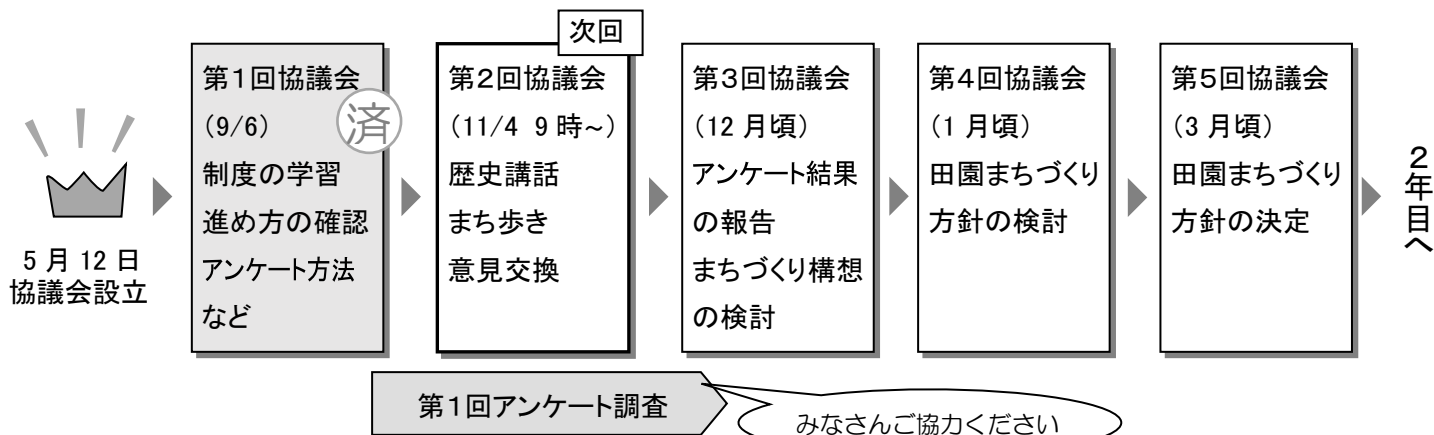 5月12日
協議会設立
第1回協議会
(9/6)
済
制度の学習
進め方の確認
アンケート方法
など
次回
第2回協議会
(11/4 9時~)
歴史講話
まち歩き
意見交換
第3回協議会
(12月頃)
アンケート結果
の報告
まちづくり構想
の検討
第4回協議会
(1月頃)
田園まちづくり
方針の検討
第5回協議会
(3月頃)
田園まちづくり
方針の決定
2年目へ
第1回アンケート調査
みなさんご協力ください